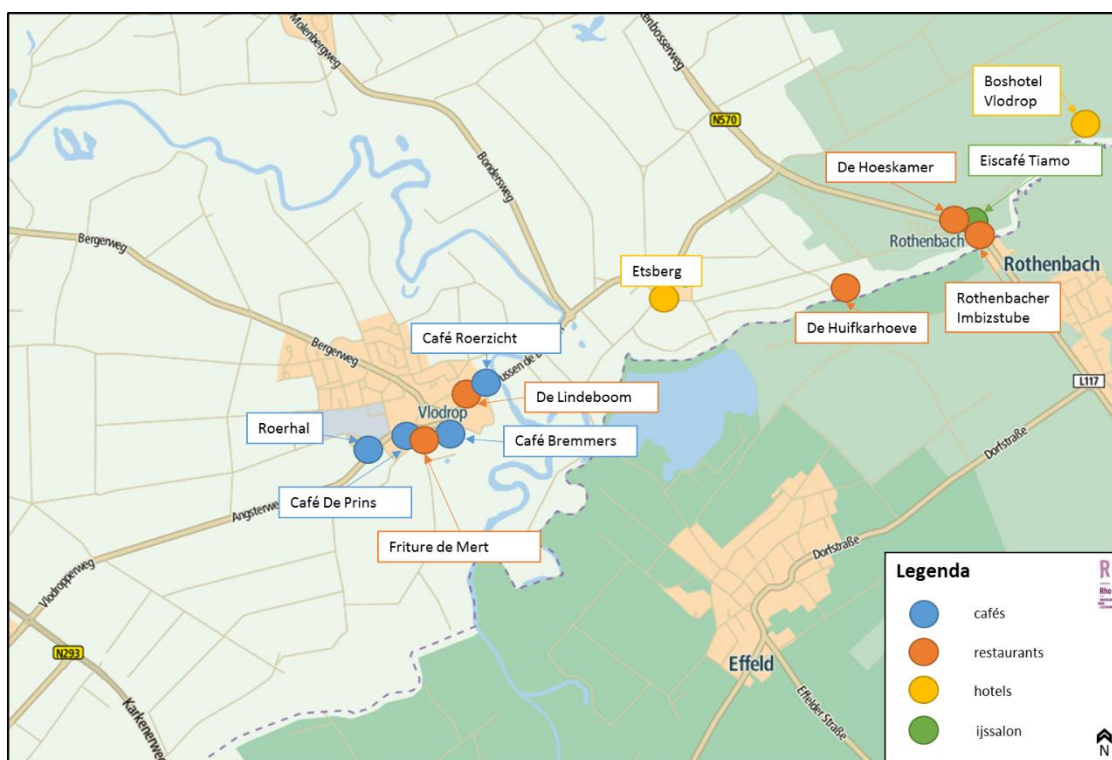 Molenbergweg
Boshotel
Vlodrop
N570
De Hoeskamer
Eiscafé Tiamo
Bondersweg
Bergerweg
Rothenbach
Rothenbach
Etsberg
De Huifkarhoeve
Rothenbacher
Imbizstube
Bergerweg
Café Roerzicht
L117
De Lindeboom
Vlodrop
Roerhal
Café Bremmers
Dorfstraße
Café De Prins
Friture de Mert
Dorfstraße
Vlodropperweg
N293
Karkenerweg
Effeld
Effelder Straße
Legenda
cafés
restaurants
hotels
ijssalon
N